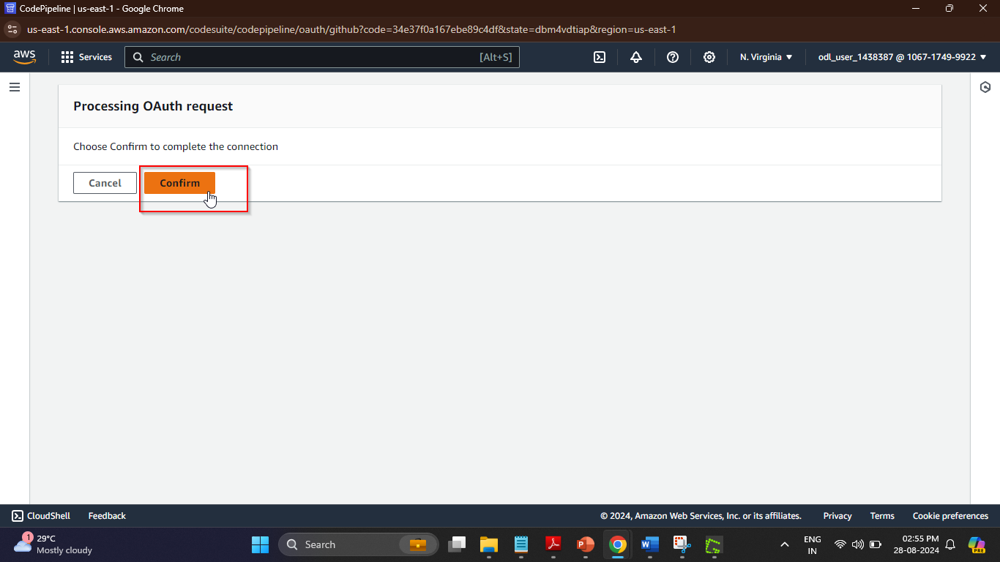 CodePipeline | us-east-1 - Google Chrome
us-east-1.console.aws.amazon.com/codesuite/codepipeline/oauth/github?code=34e37f0a167ebe89c4df&state=dbm4vdtiap&region=us-east-1
aws Services Search [Alt+S] N. Virginia odl_user_1438387 @ 1067-1749-9922
Processing OAuth request
Choose Confirm to complete the connection
Cancel Confirm
CloudShell Feedback © 2024, Amazon Web Services, Inc. or its affiliates. Privacy Terms Cookie preferences
1 29°C Search ENG 02:55 PM
Mostly cloudy IN 28-08-2024 PRE